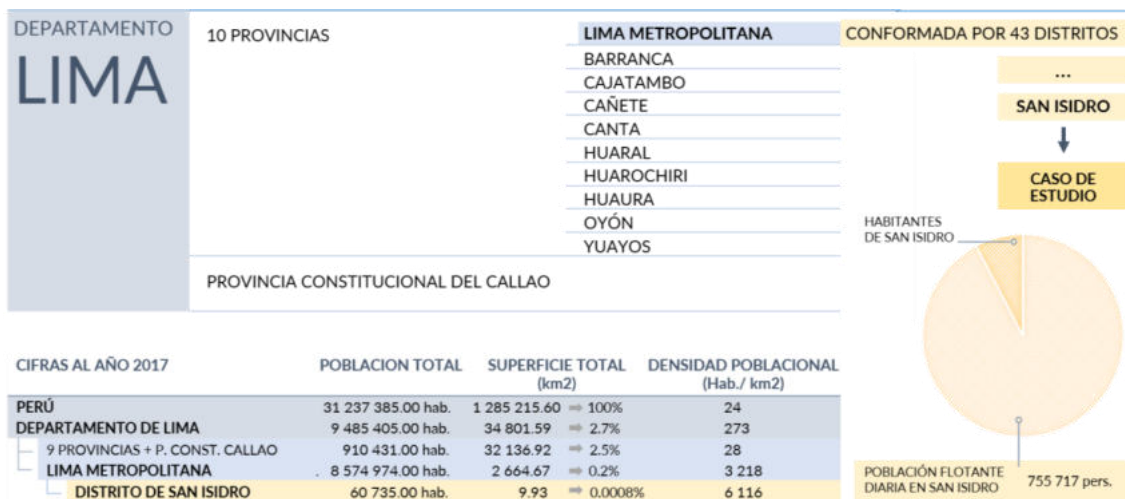 DEPARTAMENTO
LIMA
10 PROVINCIAS
LIMA METROPOLITANA
BARRANCA
CAJATAMBO
CAÑETE
CANTA
HUARAL
HUAROCHIRI
HUAURA
OYÓN
YUAYOS
PROVINCIA CONSTITUCIONAL DEL CALLAO
CONFORMADA POR 43 DISTRITOS
...
SAN ISIDRO
CASO DE
ESTUDIO
HABITANTES
DE SAN ISIDRO
POBLACIÓN FLOTANTE
DIARIA EN SAN ISIDRO 755 717 pers.
CIFRAS AL AÑO 2017 POBLACION TOTAL SUPERFICIE TOTAL DENSIDAD POBLACIONAL
(km2) (Hab./ km2)
PERÚ 31 237 385.00 hab. 1 285 215.60 ⇒ 100% 24
DEPARTAMENTO DE LIMA 9 485 405.00 hab. 34 801.59 ⇒ 2.7% 273
9 PROVINCIAS + P. CONST. CALLAO 910 431.00 hab. 32 136.92 ⇒ 2.5% 28
LIMA METROPOLITANA . 8 574 974.00 hab. 2 664.67 ⇒ 0.2% 3 218
DISTRITO DE SAN ISIDRO 60 735.00 hab. 9.93 ⇒ 0.0008% 6 116